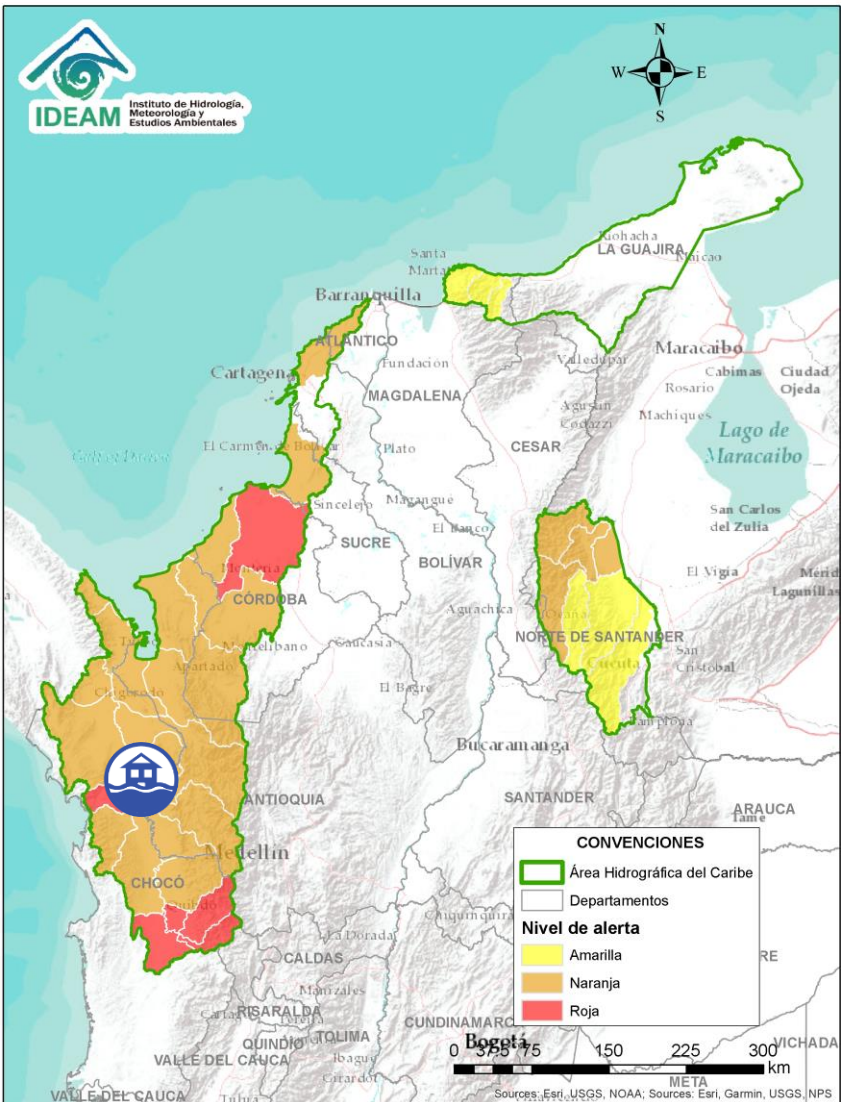 IDEAM
Instituto de Hidrología,
Meteorología y
Estudios Ambientales
N
W
E
S
Riohacha
LA GUAJIRA
Maicao
Santa
Marta
Barranquilla
ATLÁNTICO
Cartagena
Fundación
Valledupar
Maracaibo
Cabimas
Ciudad
Ojeda
Rosario
MAGDALENA
Agustín
Codazzi
Machiques
Lago de
Maracaibo
El Carmen de Bolívar
Plato
CESAR
Sincelejo
Magangué
San Carlos
del Zulia
El Banco
SUCRE
BOLÍVAR
Montería
El Vigía
CÓRDOBA
Aguachica
Ocaña
Lagunillas
NORTE DE SANTANDER
Montelíbano
Caucasia
San
Cristóbal
Apartadó
Cúcuta
El Bagre
Chigorodó
Pamplona
Bucaramanga
ANTIOQUIA
SANTANDER
ARAUCA
Tame
Medellín
CHOCÓ
Quibdó
Chiquinquirá
La Dorada
CALDAS
Manizales
RISARALDA
Pereira
QUINDÍO
TOLIMA
CUNDINAMARC
Bogotá
VICHADA
VALLE DEL CAUCA
Ibagué
Girardot
META
VALLE DEL CAUCA
Tuluá
CONVENCIONES
Área Hidrográfica del Caribe
Departamentos
Nivel de alerta
Amarilla
Naranja
Roja
0 37,5 75 150 225 300
km
Sources: Esri, USGS, NOAA; Sources: Esri, Garmin, USGS, NPS